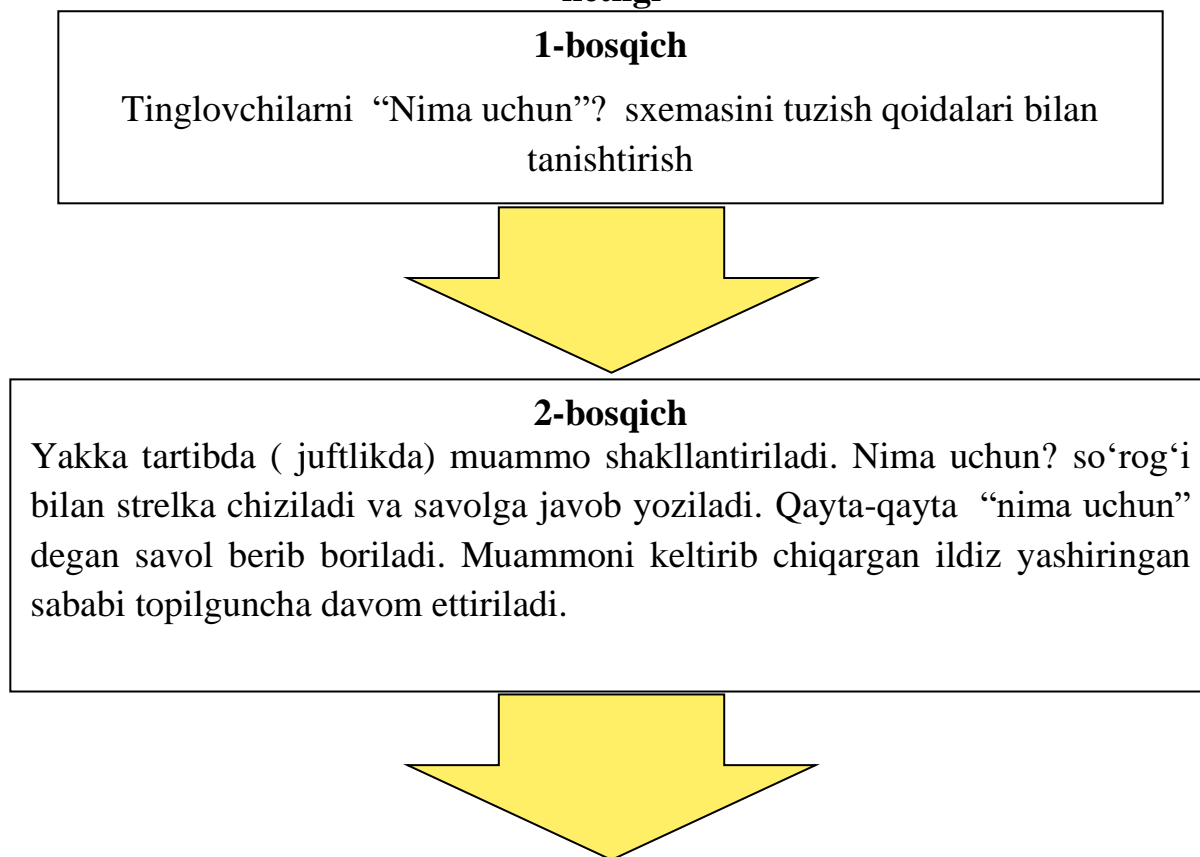 1-bosqich
Tinglovchilarni “Nima uchun”? sxemasini tuzish qoidalari bilan
tanishtirish
2-bosqich
Yakka tartibda ( juftlikda) muammo shakllantiriladi. Nima uchun? so‘rog‘i
bilan strelka chiziladi va savolga javob yoziladi. Qayta-qayta “nima uchun”
degan savol berib boriladi. Muammoni keltirib chiqargan ildiz yashiringan
sababi topilguncha davom ettiriladi.